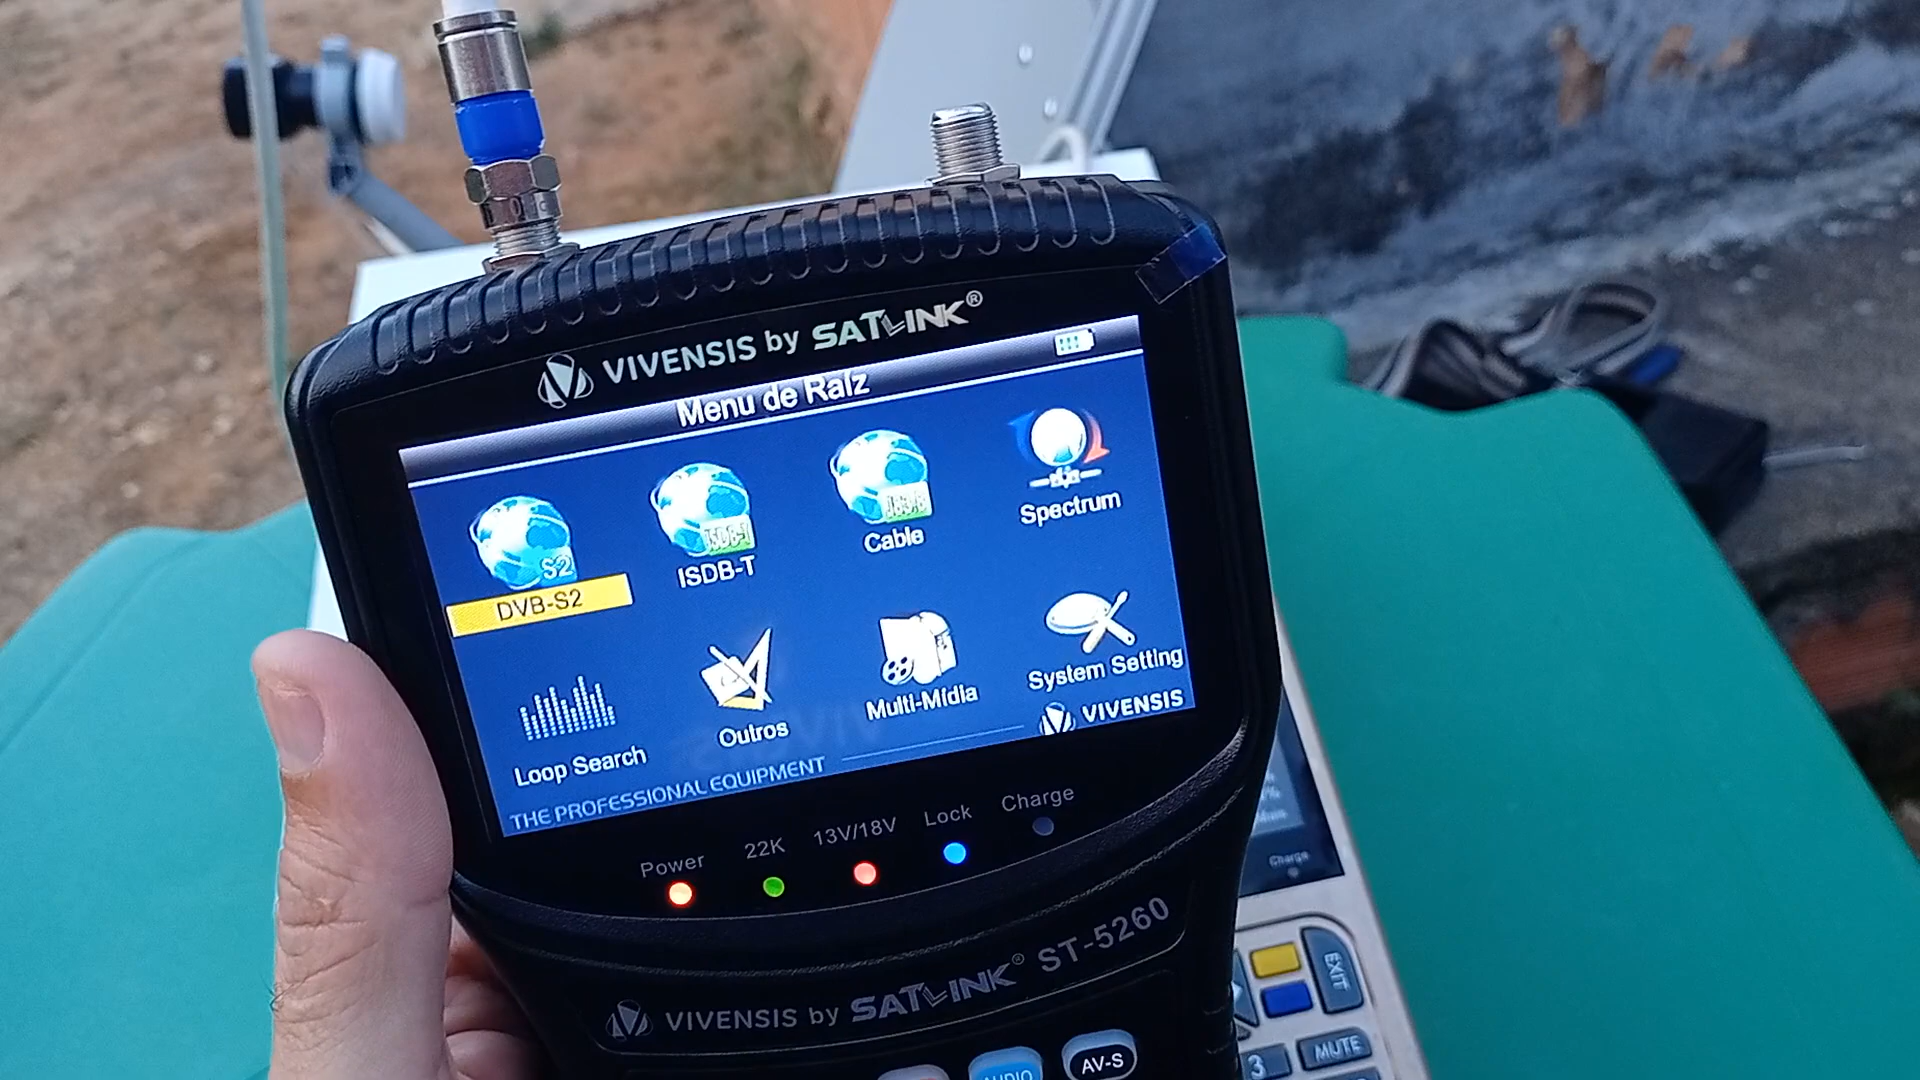 VIVENSIS by SATLINK®
Menu de Raíz
S2
DVB-S2
ISDB-T
ISDB-T
Cable
Spectrum
Loop Search
Outros
Multi-Mídia
System Setting
VIVENSIS
THE PROFESSIONAL EQUIPMENT
Power
22K
13V/18V
Lock
Charge
VIVENSIS by SATLINK® ST-5260
AUDIO
AV-S
Charge
EXIT
3
MUTE